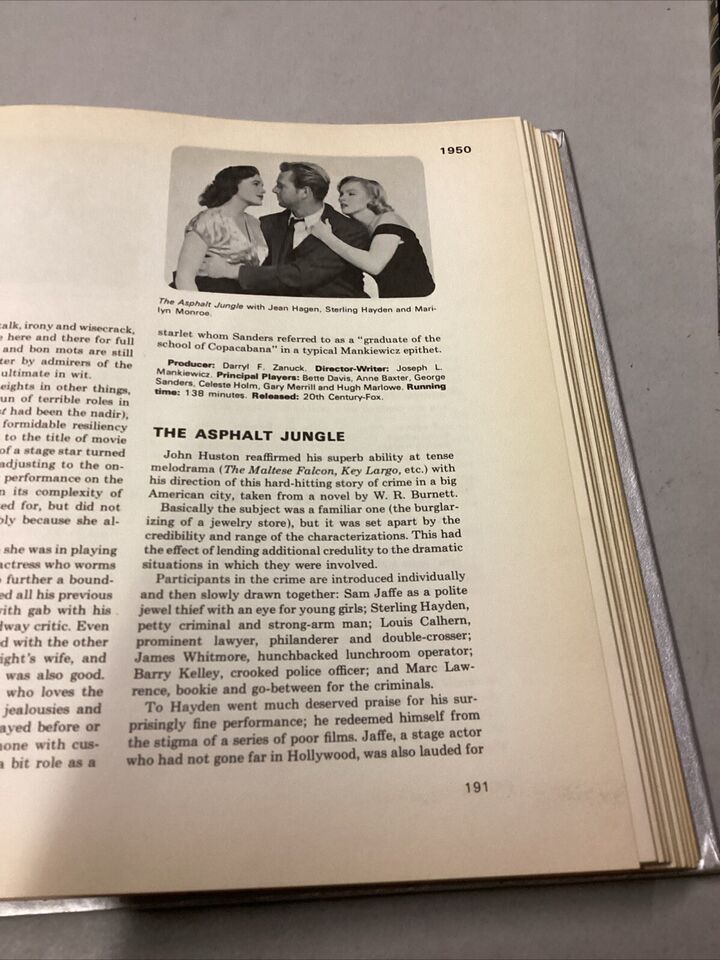 talk, irony and wisecrack,
here and there for full
and bon mots are still
ter by admirers of the
ultimate in wit.
eights in other things,
un of terrible roles in
had been the nadir),
formidable resiliency
to the title of movie
of a stage star turned
adjusting to the on-
performance on the
n its complexity of
ed for, but did not
bly because she al-
she was in playing
actress who worms
further a bound-
ed all his previous
with gab with his
dway critic. Even
d with the other
ight's wife, and
was also good.
who loves the
jealousies and
ayed before or
none with cus-
a bit role as a
1950
The Asphalt Jungle with Jean Hagen, Sterling Hayden and Mari-
lyn Monroe.
starlet whom Sanders referred to as a “graduate of the
school of Copacabana” in a typical Mankiewicz epithet.
Producer: Darryl F. Zanuck. Director-Writer: Joseph L.
Mankiewicz. Principal Players: Bette Davis, Anne Baxter, George
Sanders, Celeste Holm, Gary Merrill and Hugh Marlowe. Running
time: 138 minutes. Released: 20th Century-Fox.
THE ASPHALT JUNGLE
John Huston reaffirmed his superb ability at tense
melodrama (The Maltese Falcon, Key Largo, etc.) with
his direction of this hard-hitting story of crime in a big
American city, taken from a novel by W. R. Burnett.
Basically the subject was a familiar one (the burglar-
izing of a jewelry store), but it was set apart by the
credibility and range of the characterizations. This had
the effect of lending additional credulity to the dramatic
situations in which they were involved.
Participants in the crime are introduced individually
and then slowly drawn together: Sam Jaffe as a polite
jewel thief with an eye for young girls; Sterling Hayden,
petty criminal and strong-arm man; Louis Calhern,
prominent lawyer, philanderer and double-crosser;
James Whitmore, hunchbacked lunchroom operator;
Barry Kelley, crooked police officer; and Marc Law-
rence, bookie and go-between for the criminals.
To Hayden went much deserved praise for his sur-
prisingly fine performance; he redeemed himself from
the stigma of a series of poor films. Jaffe, a stage actor
who had not gone far in Hollywood, was also lauded for
191